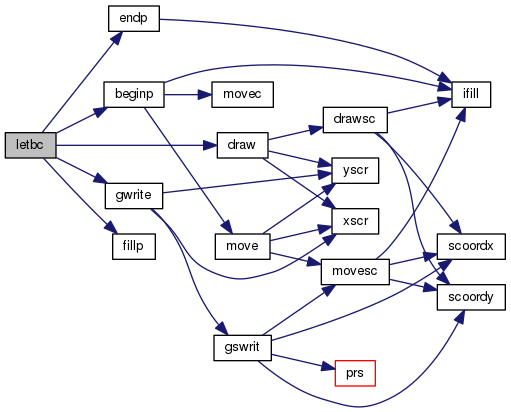 endp
beginp
movec
ifill
letbc
draw
drawsc
yscr
gwrite
xscr
fillp
move
movesc
scoordx
scoordy
gswrit
prs